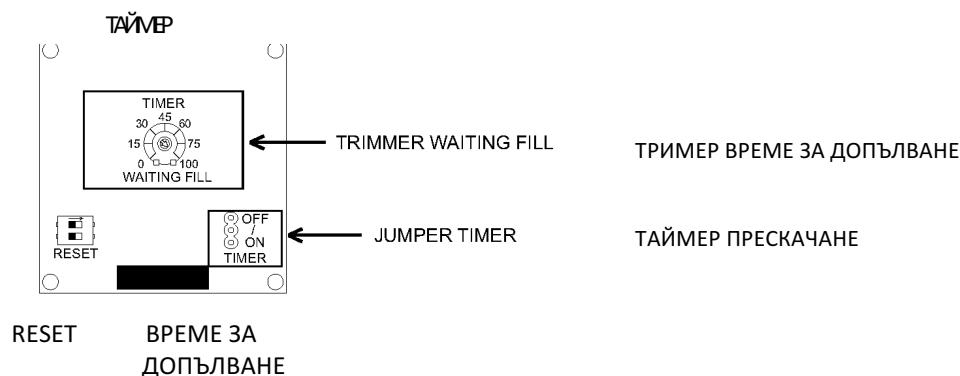 ТАЙМЕР
TIMER
45
30 60
15 75
0 100
WAITING FILL
TRIMMER WAITING FILL
ТРИМЕР ВРЕМЕ ЗА ДОПЪЛВАНЕ
RESET
OFF
/
ON
TIMER
JUMPER TIMER
ТАЙМЕР ПРЕСКАЧАНЕ
RESET
ВРЕМЕ ЗА
ДОПЪЛВАНЕ